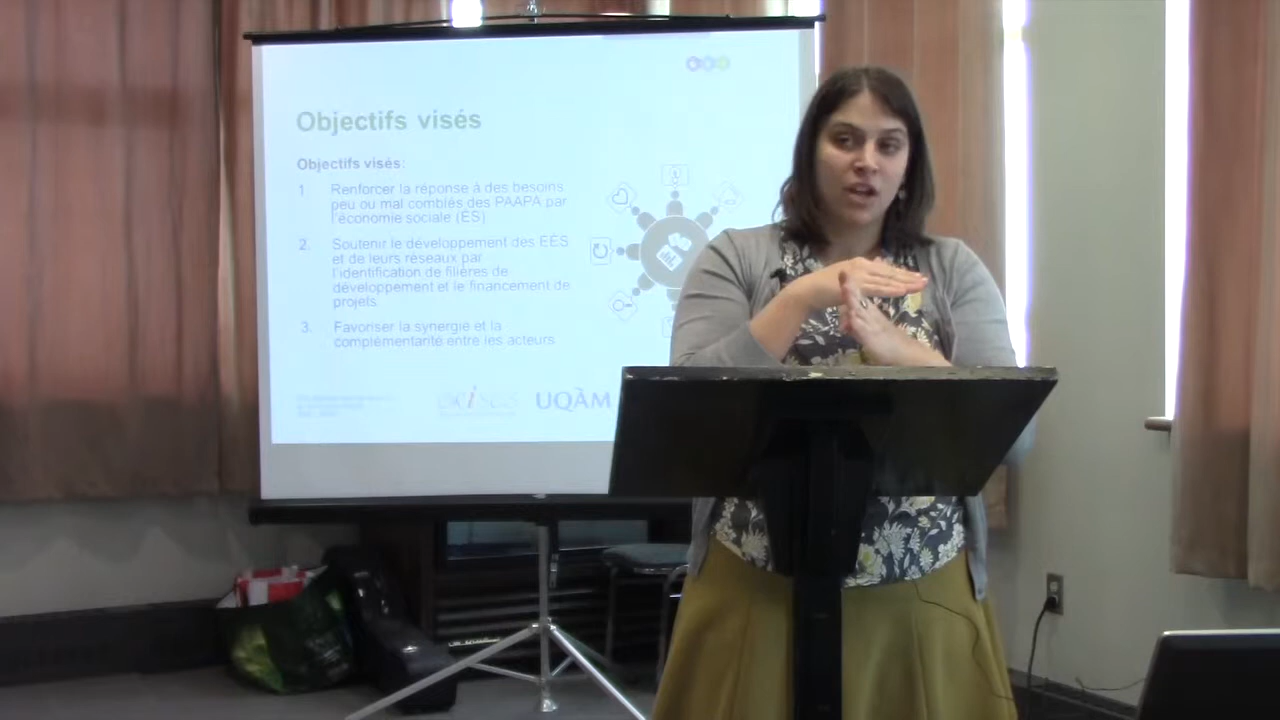 Objectifs visés
Objectifs visés:
1 Renforcer la réponse à des besoins
peu ou mal comblés des PAAPA par
l'économie sociale (ÉS)
2. Soutenir le développement des EÉS
et de leurs réseaux par
l'identification de filières de
développement et le financement de
projets.
3. Favoriser la synergie et la
complémentarité entre les acteurs
UQÀM